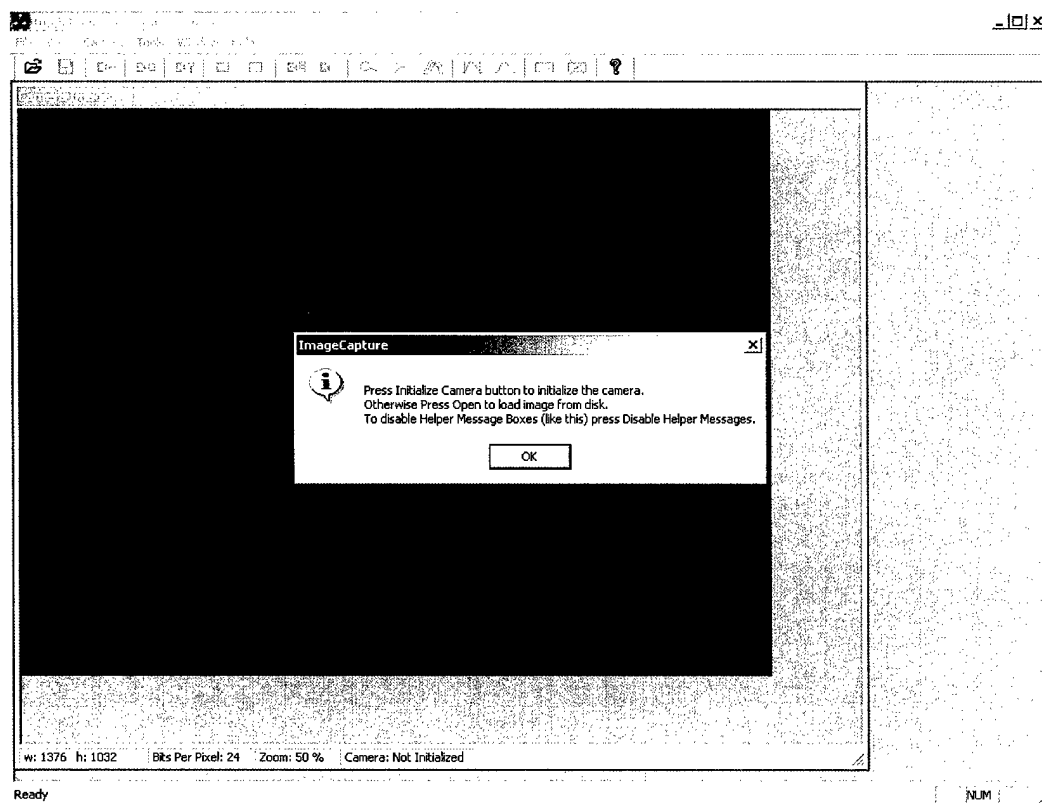 Tools
ImageCapture
Press Initialize Camera button to initialize the camera.
Otherwise Press Open to load image from disk.
To disable Helper Message Boxes (like this) press Disable Helper Messages.
OK
w: 1376 h: 1032 Bits Per Pixel: 24 Zoom: 50 % Camera: Not Initialized
Ready NUM